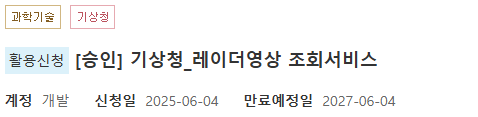 과학기술 기상청
활용신청 [승인] 기상청_레이더영상 조회서비스
계정 개발 신청일 2025-06-04 만료예정일 2027-06-04